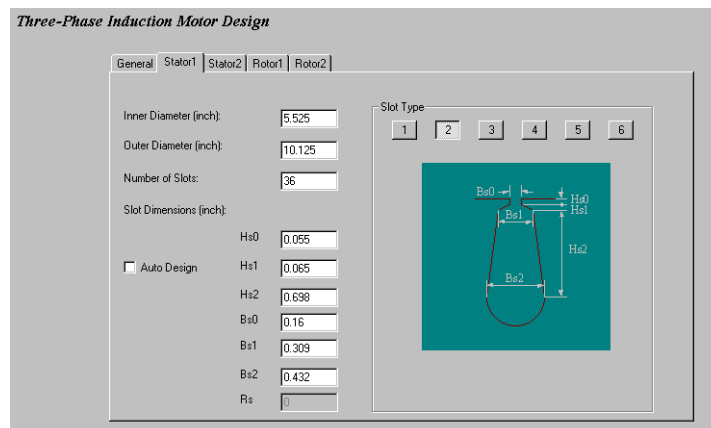 Three-Phase Induction Motor Design
General Stator1 Stator2 Rotor1 Rotor2
Inner Diameter (inch): 5.525
Outer Diameter (inch): 10.125
Number of Slots: 36
Slot Dimensions (inch):
Hs0 0.055
Auto Design Hs1 0.065
Hs2 0.698
Bs0 0.16
Bs1 0.309
Bs2 0.432
Rs 0
Slot Type
1 2 3 4 5 6
Bs0 Hs0
Bs1 Hs1
Hs2
Bs2